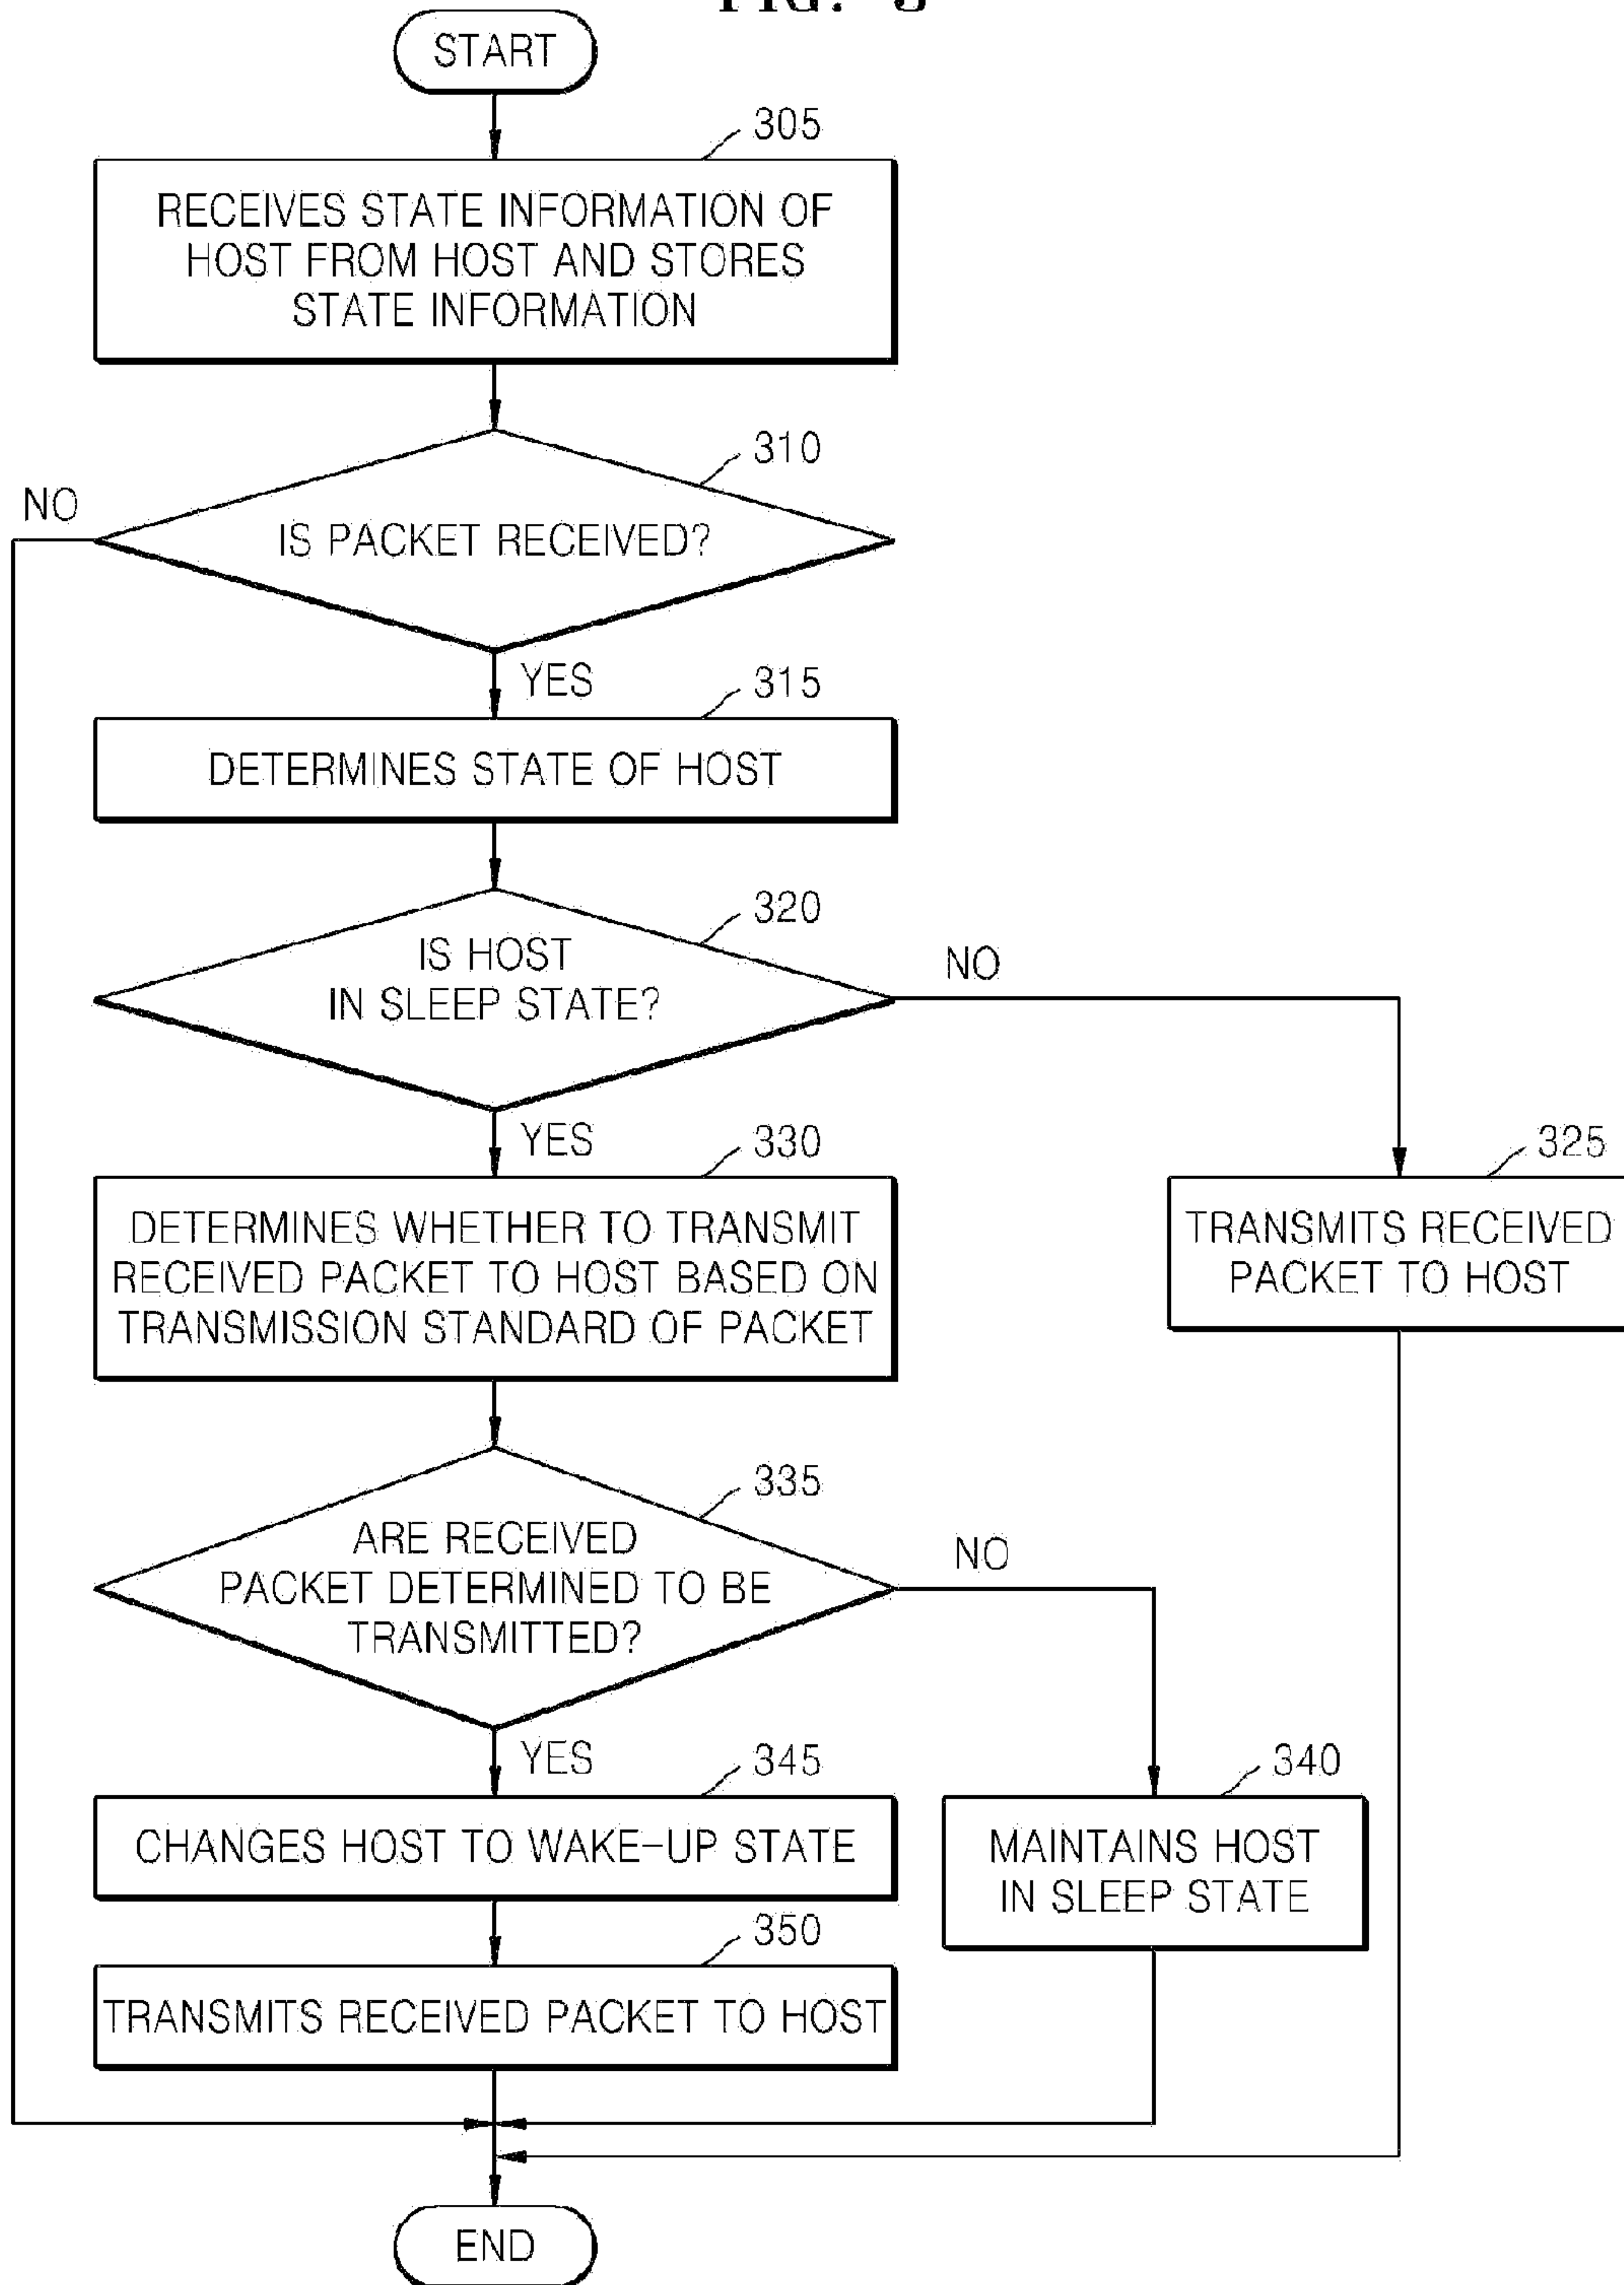 START
305
RECEIVES STATE INFORMATION OF
HOST FROM HOST AND STORES
STATE INFORMATION
310
NO
IS PACKET RECEIVED?
YES
315
DETERMINES STATE OF HOST
320
IS HOST
IN SLEEP STATE?
NO
YES
330
325
DETERMINES WHETHER TO TRANSMIT
RECEIVED PACKET TO HOST BASED ON
TRANSMISSION STANDARD OF PACKET
TRANSMITS RECEIVED
PACKET TO HOST
335
ARE RECEIVED
PACKET DETERMINED TO BE
TRANSMITTED?
NO
YES
345
340
CHANGES HOST TO WAKE-UP STATE
MAINTAINS HOST
IN SLEEP STATE
350
TRANSMITS RECEIVED PACKET TO HOST
END